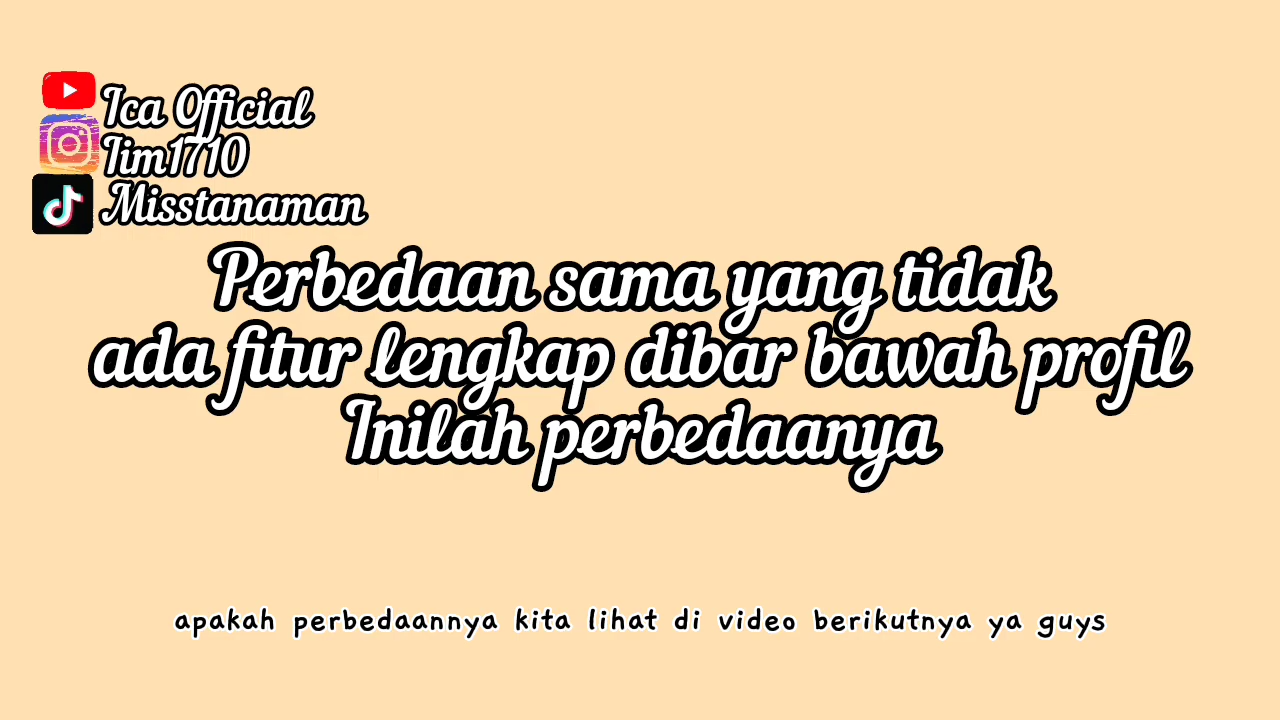 Ica Official
Iim1710
Misstanaman
Perbedaan sama yang tidak
ada fitur lengkap dibar bawah profil
Inilah perbedaanya
apakah perbedaannya kita lihat di video berikutnya ya guys